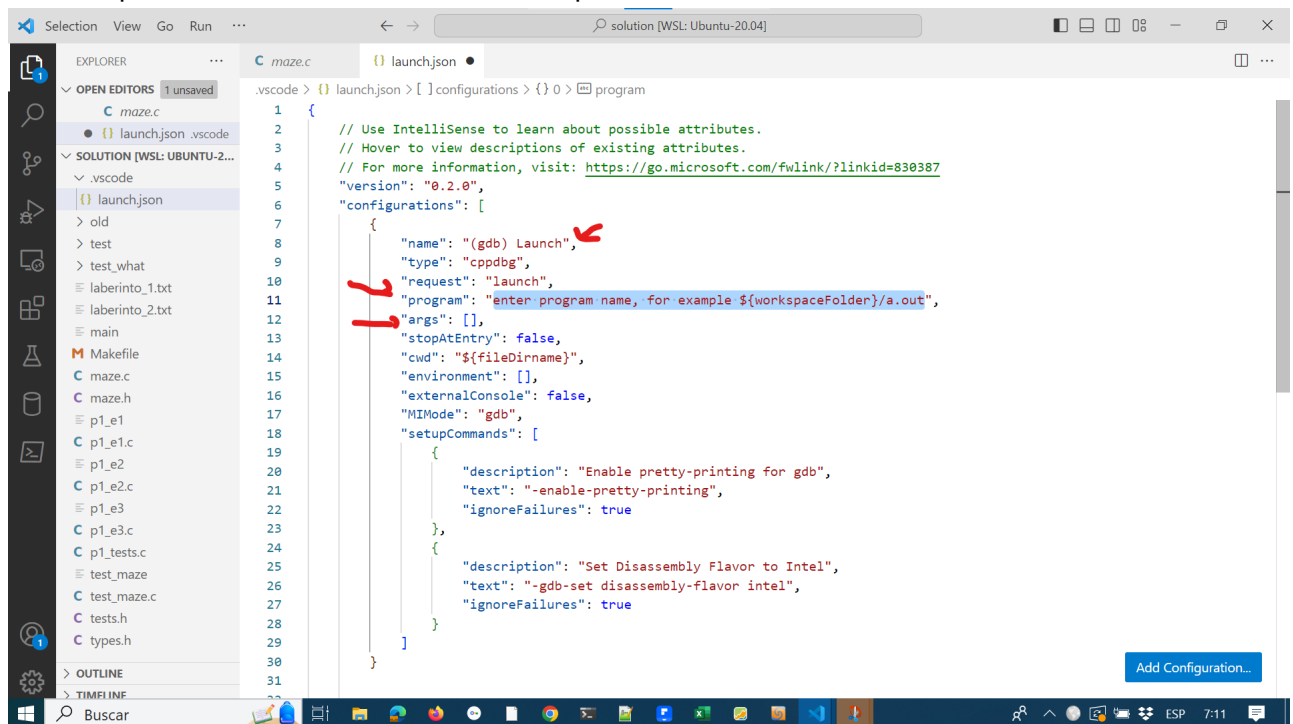 Selection View Go Run ···
solution [WSL: Ubuntu-20.04]
EXPLORER ···
OPEN EDITORS 1 unsaved
C maze.c
● {} launch.json .vscode
SOLUTION [WSL: UBUNTU-2...
.vscode
{} launch.json
old
test
test_what
laberinto_1.txt
laberinto_2.txt
main
M Makefile
C maze.c
C maze.h
p1_e1
C p1_e1.c
p1_e2
C p1_e2.c
p1_e3
C p1_e3.c
C p1_tests.c
test_maze
C test_maze.c
C tests.h
C types.h
OUTLINE
TIMELINE
1
1
C maze.c
{} launch.json ●
.vscode > {} launch.json > [ ] configurations > {} 0 > abc program
1 {
2 // Use IntelliSense to learn about possible attributes.
3 // Hover to view descriptions of existing attributes.
4 // For more information, visit: https://go.microsoft.com/fwlink/?linkid=830387
5 "version": "0.2.0",
6 "configurations": [
7 {
8 "name": "(gdb) Launch",
9 "type": "cppdbg",
10 "request": "launch",
11 "program": "enter program name, for example ${workspaceFolder}/a.out",
12 "args": [],
13 "stopAtEntry": false,
14 "cwd": "${fileDirname}",
15 "environment": [],
16 "externalConsole": false,
17 "MIMode": "gdb",
18 "setupCommands": [
19 {
20 "description": "Enable pretty-printing for gdb",
21 "text": "-enable-pretty-printing",
22 "ignoreFailures": true
23 },
24 {
25 "description": "Set Disassembly Flavor to Intel",
26 "text": "-gdb-set disassembly-flavor intel",
27 "ignoreFailures": true
28 }
29 ]
30 }
31
Add Configuration...
Buscar
ESP 7:11